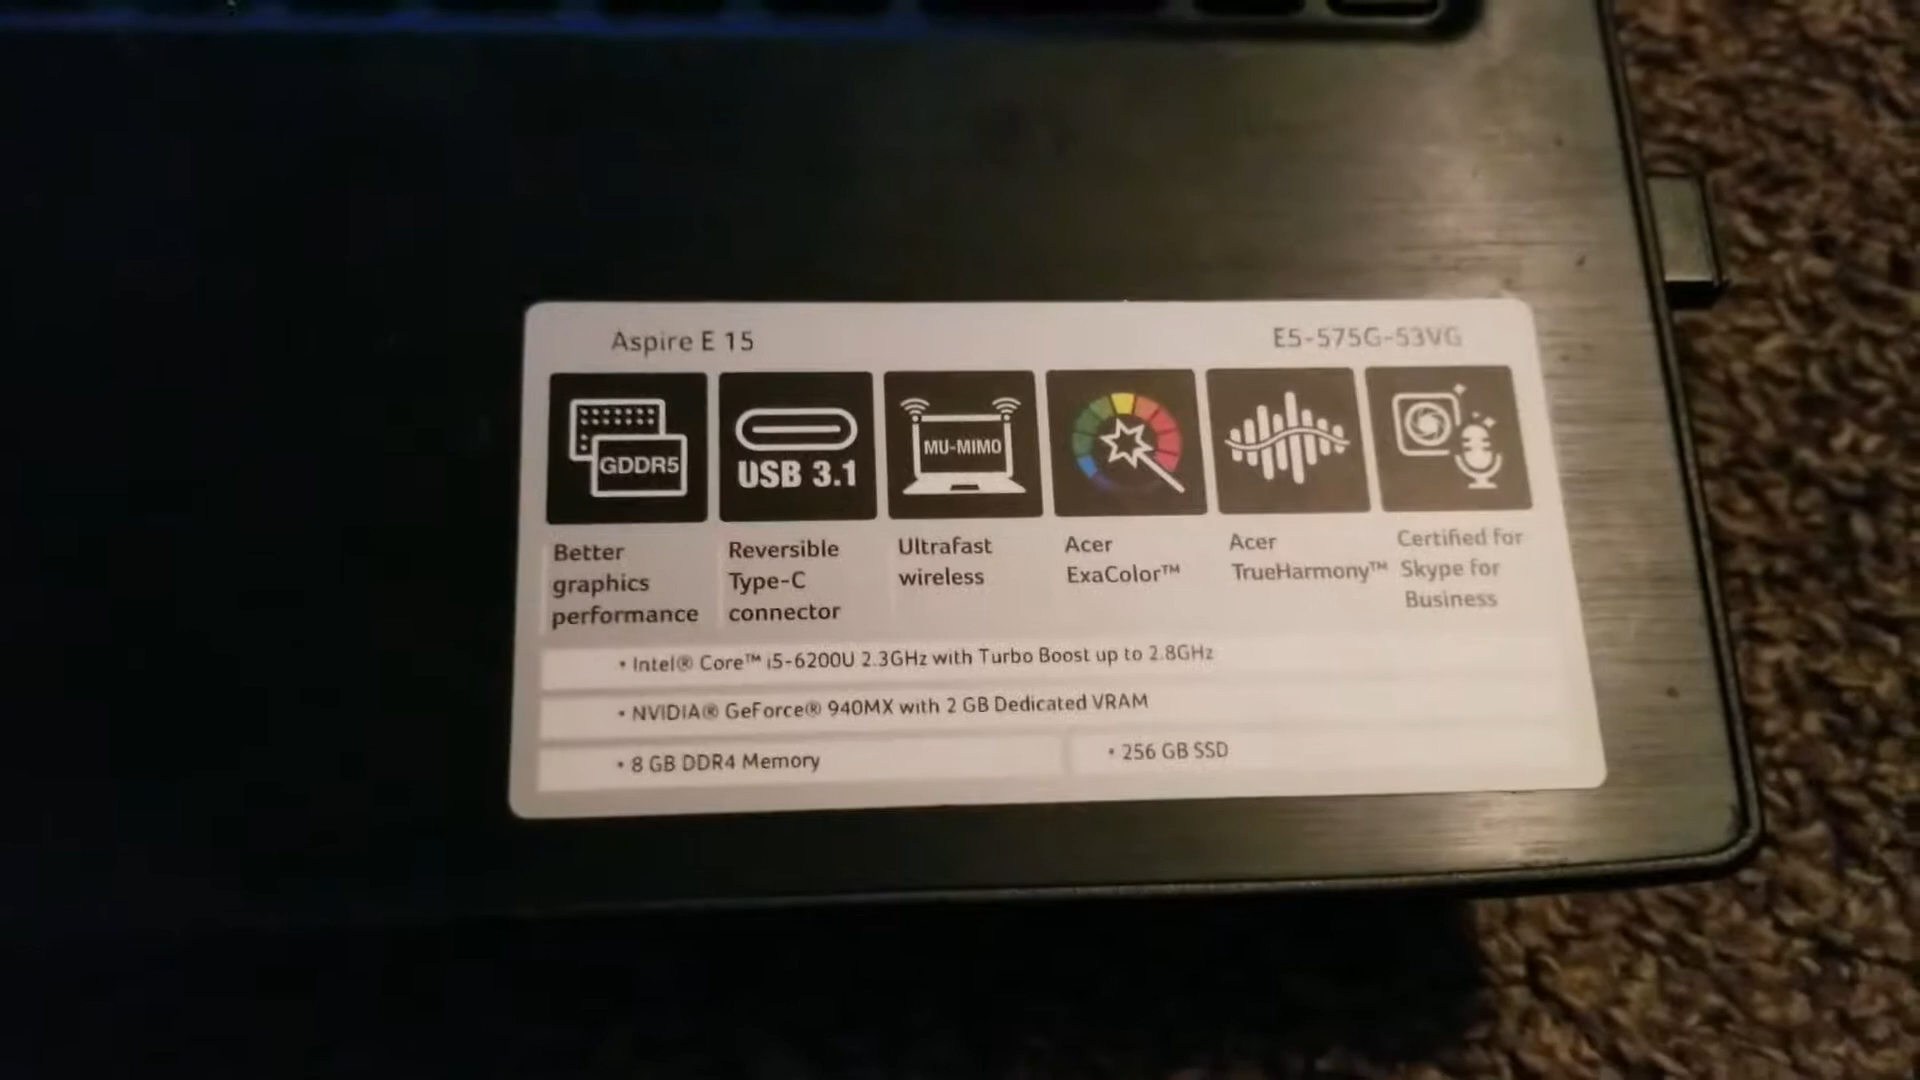 Aspire E 15 E5-575G-53VG
GDDR5 USB 3.1 MU-MIMO
Better graphics performance
Reversible Type-C connector
Ultrafast wireless
Acer ExaColor™
Acer TrueHarmony™
Certified for Skype for Business
• Intel® Core™ i5-6200U 2.3GHz with Turbo Boost up to 2.8GHz
• NVIDIA® GeForce® 940MX with 2 GB Dedicated VRAM
• 8 GB DDR4 Memory • 256 GB SSD